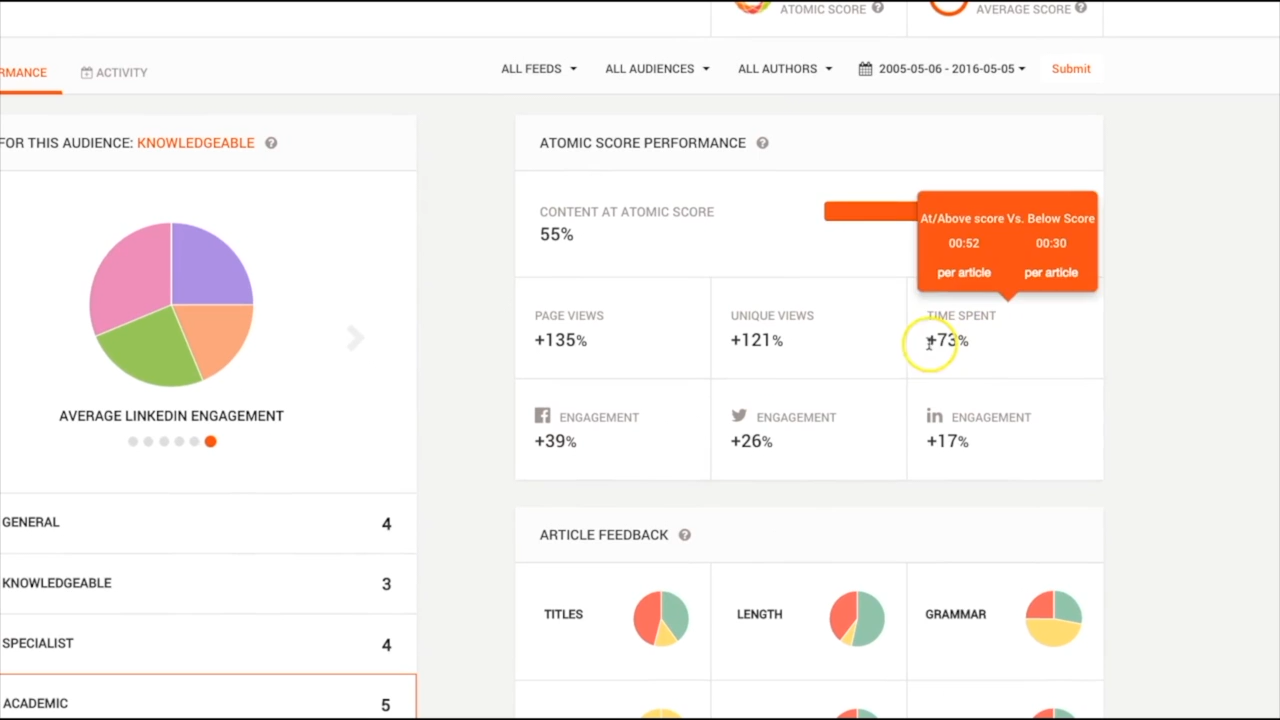 ATOMIC SCORE
AVERAGE SCORE
RMANCE
ACTIVITY
ALL FEEDS
ALL AUDIENCES
ALL AUTHORS
2005-05-06 - 2016-05-05
Submit
FOR THIS AUDIENCE: KNOWLEDGEABLE
AVERAGE LINKEDIN ENGAGEMENT
GENERAL 4
KNOWLEDGEABLE 3
SPECIALIST 4
ACADEMIC 5
ATOMIC SCORE PERFORMANCE
CONTENT AT ATOMIC SCORE
55%
At/Above score Vs. Below Score
00:52 00:30
per article per article
PAGE VIEWS
+135%
UNIQUE VIEWS
+121%
TIME SPENT
+73%
ENGAGEMENT
+39%
ENGAGEMENT
+26%
ENGAGEMENT
+17%
ARTICLE FEEDBACK
TITLES
LENGTH
GRAMMAR